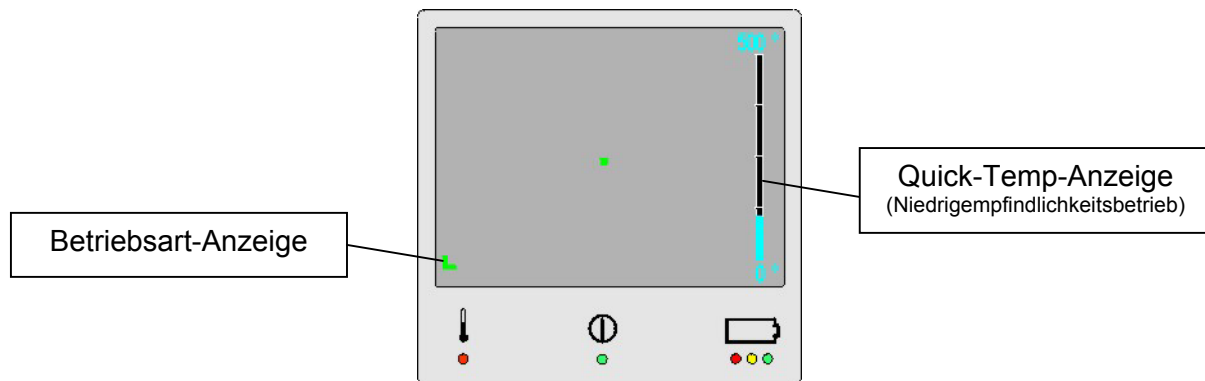 500 °
Quick-Temp-Anzeige
(Niedrigempfindlichkeitsbetrieb)
Betriebsart-Anzeige
L
0 °